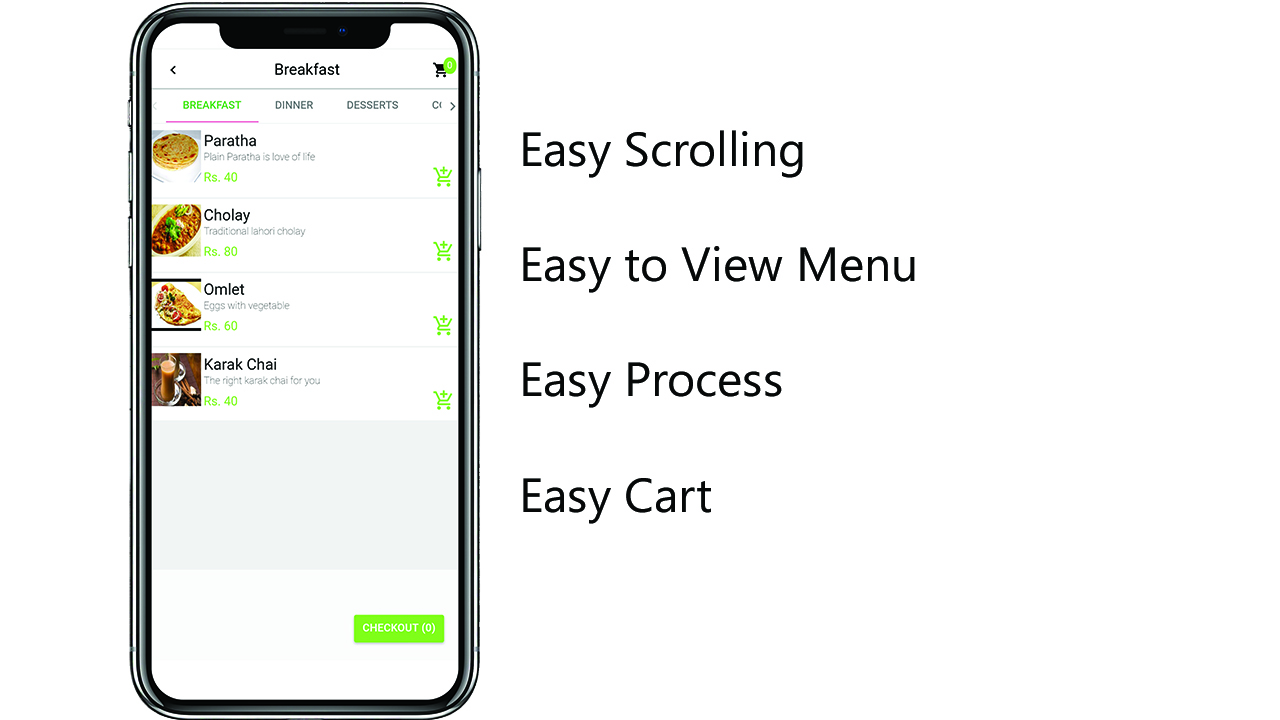 Breakfast
0
BREAKFAST DINNER DESSERTS
Paratha
Plain Paratha is love of life
Rs. 40
Cholay
Traditional lahori cholay
Rs. 80
Omlet
Eggs with vegetable
Rs. 60
Karak Chai
The right karak chai for you
Rs. 40
CHECKOUT (0)
Easy Scrolling
Easy to View Menu
Easy Process
Easy Cart